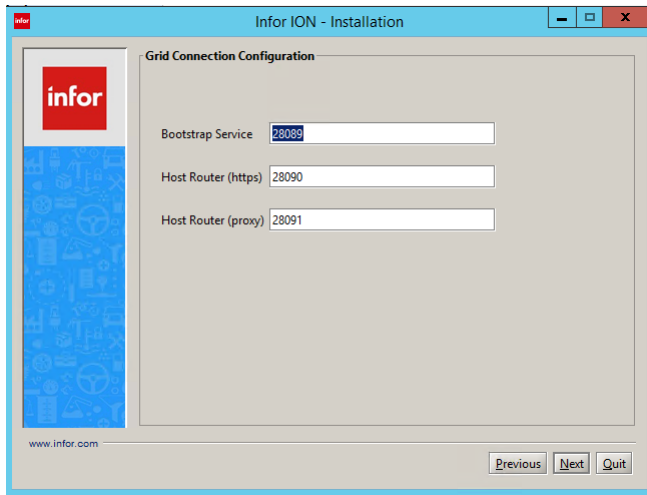 infor
Infor ION - Installation
infor
Grid Connection Configuration
Bootstrap Service 28089
Host Router (https) 28090
Host Router (proxy) 28091
www.infor.com
Previous Next Quit